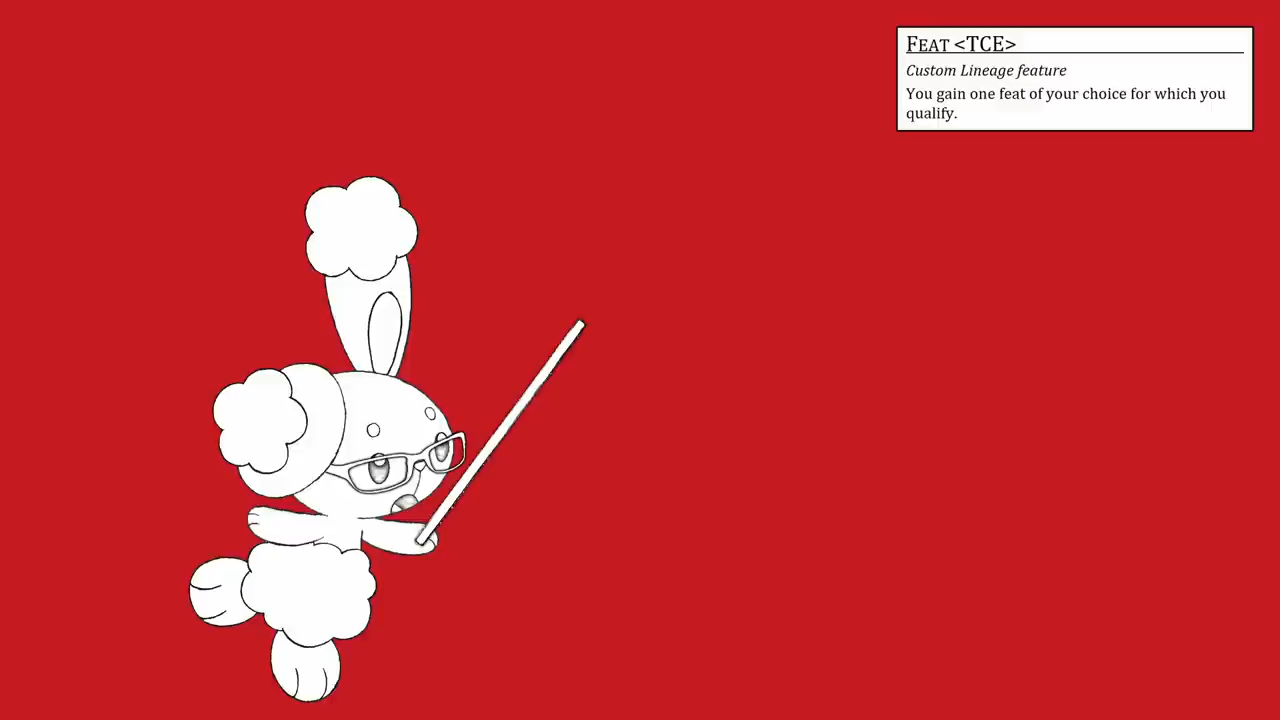 FEAT <TCE>
Custom Lineage feature
You gain one feat of your choice for which you
qualify.